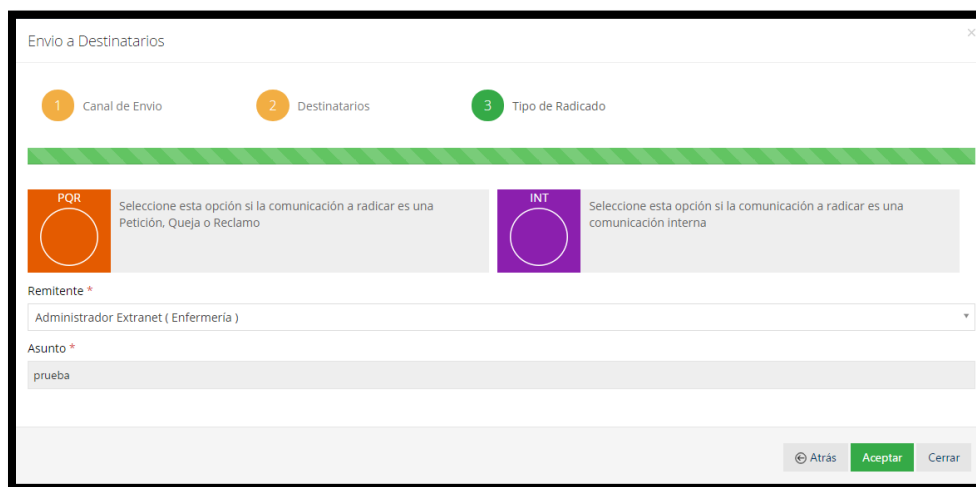 Envio a Destinatarios
×
1 Canal de Envio 2 Destinatarios 3 Tipo de Radicado
PQR
Seleccione esta opción si la comunicación a radicar es una
Petición, Queja o Reclamo
INT
Seleccione esta opción si la comunicación a radicar es una
comunicación interna
Remitente *
Administrador Extranet ( Enfermería )
Asunto *
prueba
Atrás Aceptar Cerrar